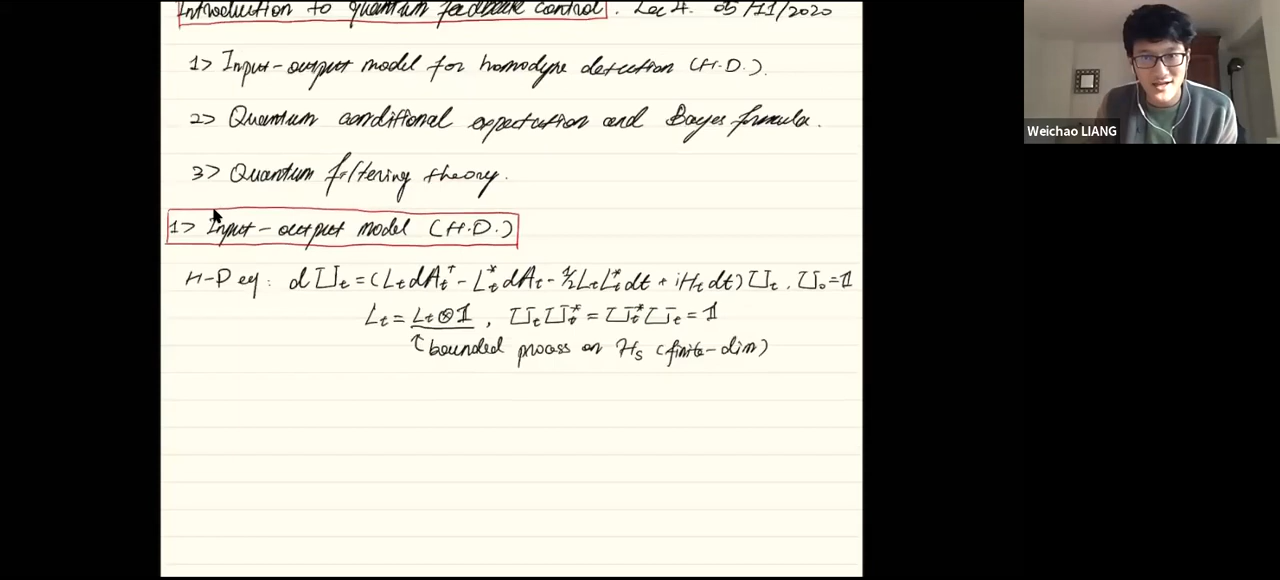 Introduction to quantum feedback control. Lec 4. 05/11/2020
1> Input-output model for homodyne detection (H.D.).
2> Quantum conditional expectation and Bayes formula.
3> Quantum filtering theory.
1> Input-output model (H.D.)
H-P eq: dU_t = (L_t dA_t^† - L_t^* dA_t - 1/2 L_t L_t^* dt + iH_t dt) U_t, U_0 = 𝟙
L_t = L_t ⊗ 𝟙, U_t U_t^* = U_t^* U_t = 𝟙
↑ bounded process on H_S (finite-dim)
Weichao LIANG